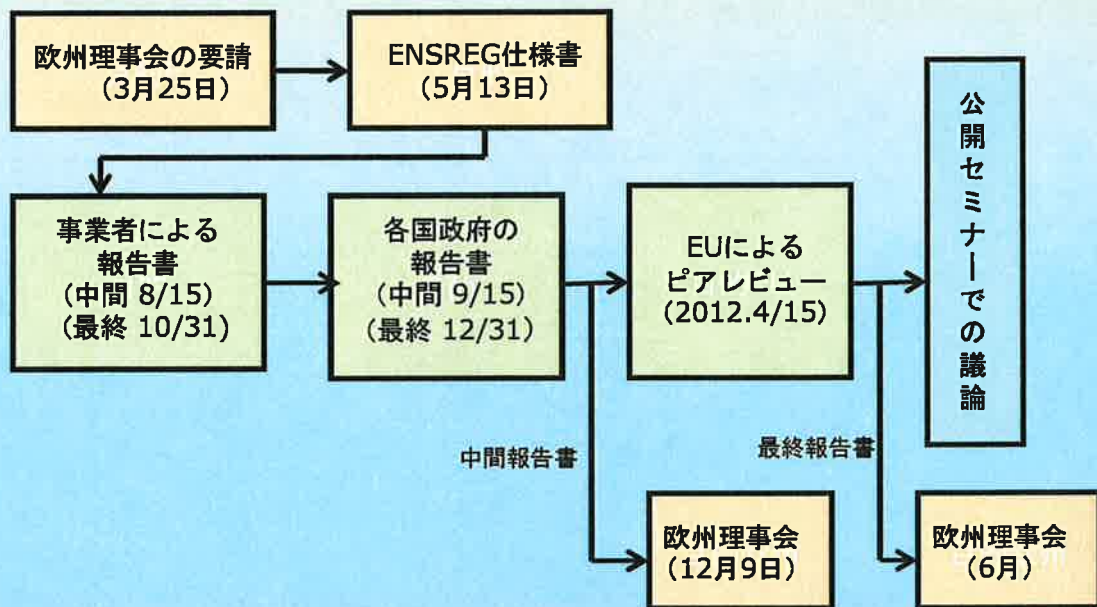 欧州理事会の要請
（3月25日）
ENSREG仕様書
（5月13日）
公開セミナーでの議論
事業者による
報告書
（中間 8/15）
（最終 10/31)
各国政府の
報告書
（中間 9/15）
（最終 12/31）
EUによる
ピアレビュー
（2012.4/15）
中間報告書
最終報告書
欧州理事会
（12月9日）
欧州理事会
（6月）